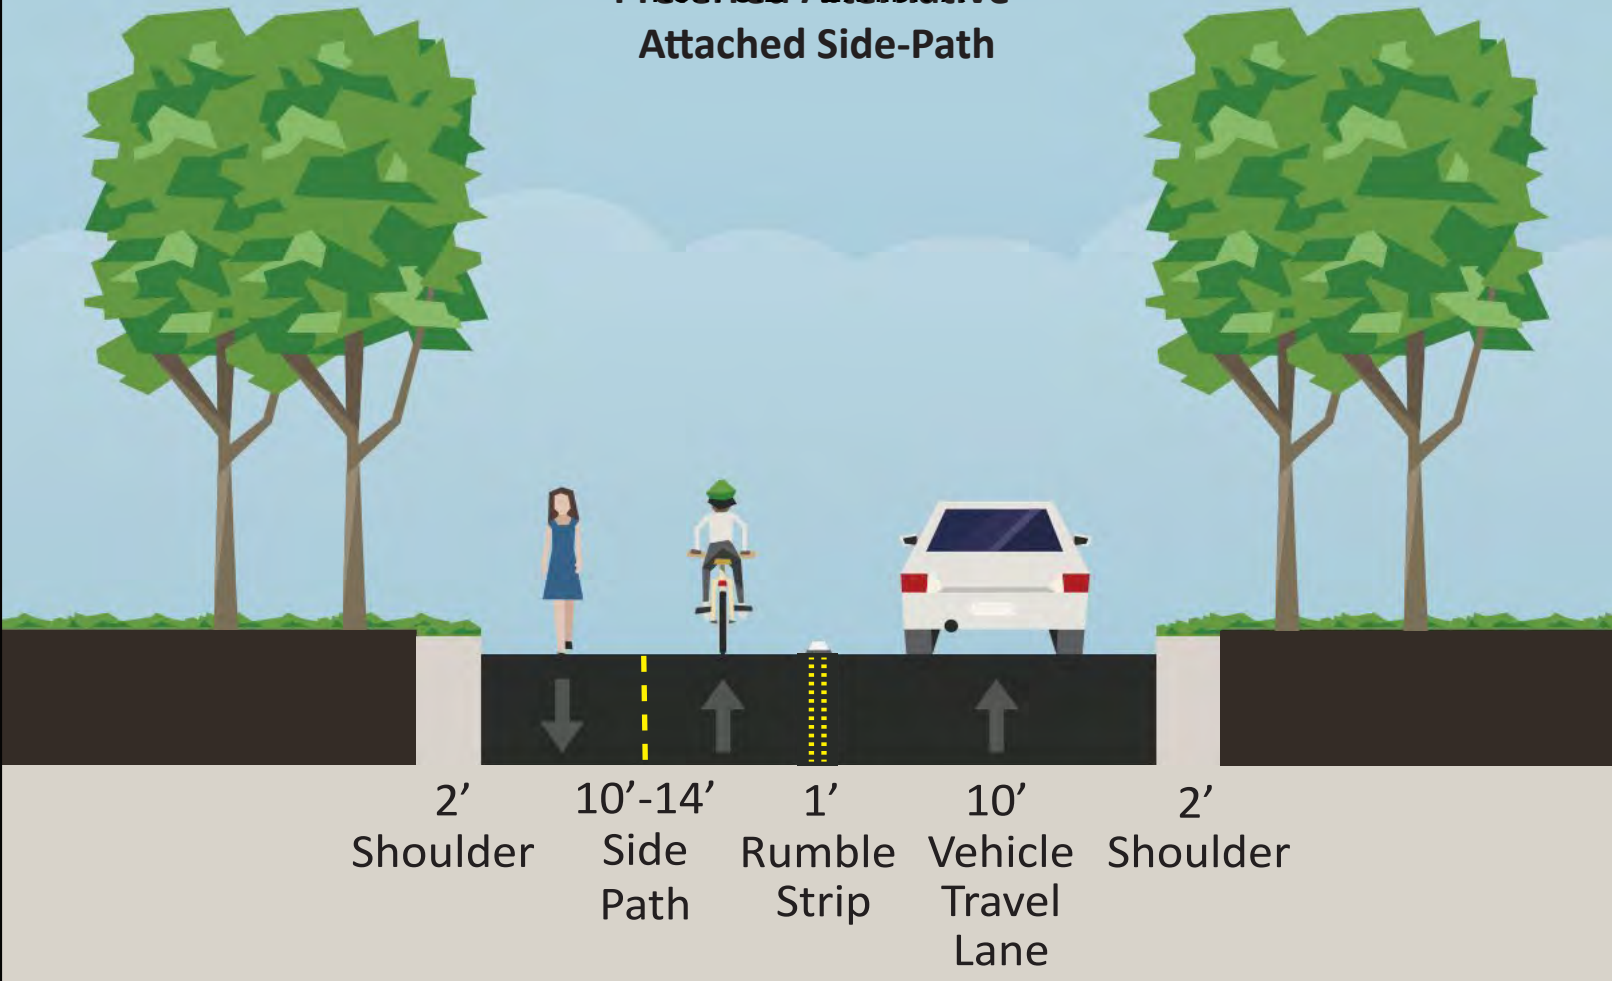 Attached Side-Path
2’
Shoulder
10’-14’
Side
Path
1’
Rumble
Strip
10’
Vehicle
Travel
Lane
2’
Shoulder